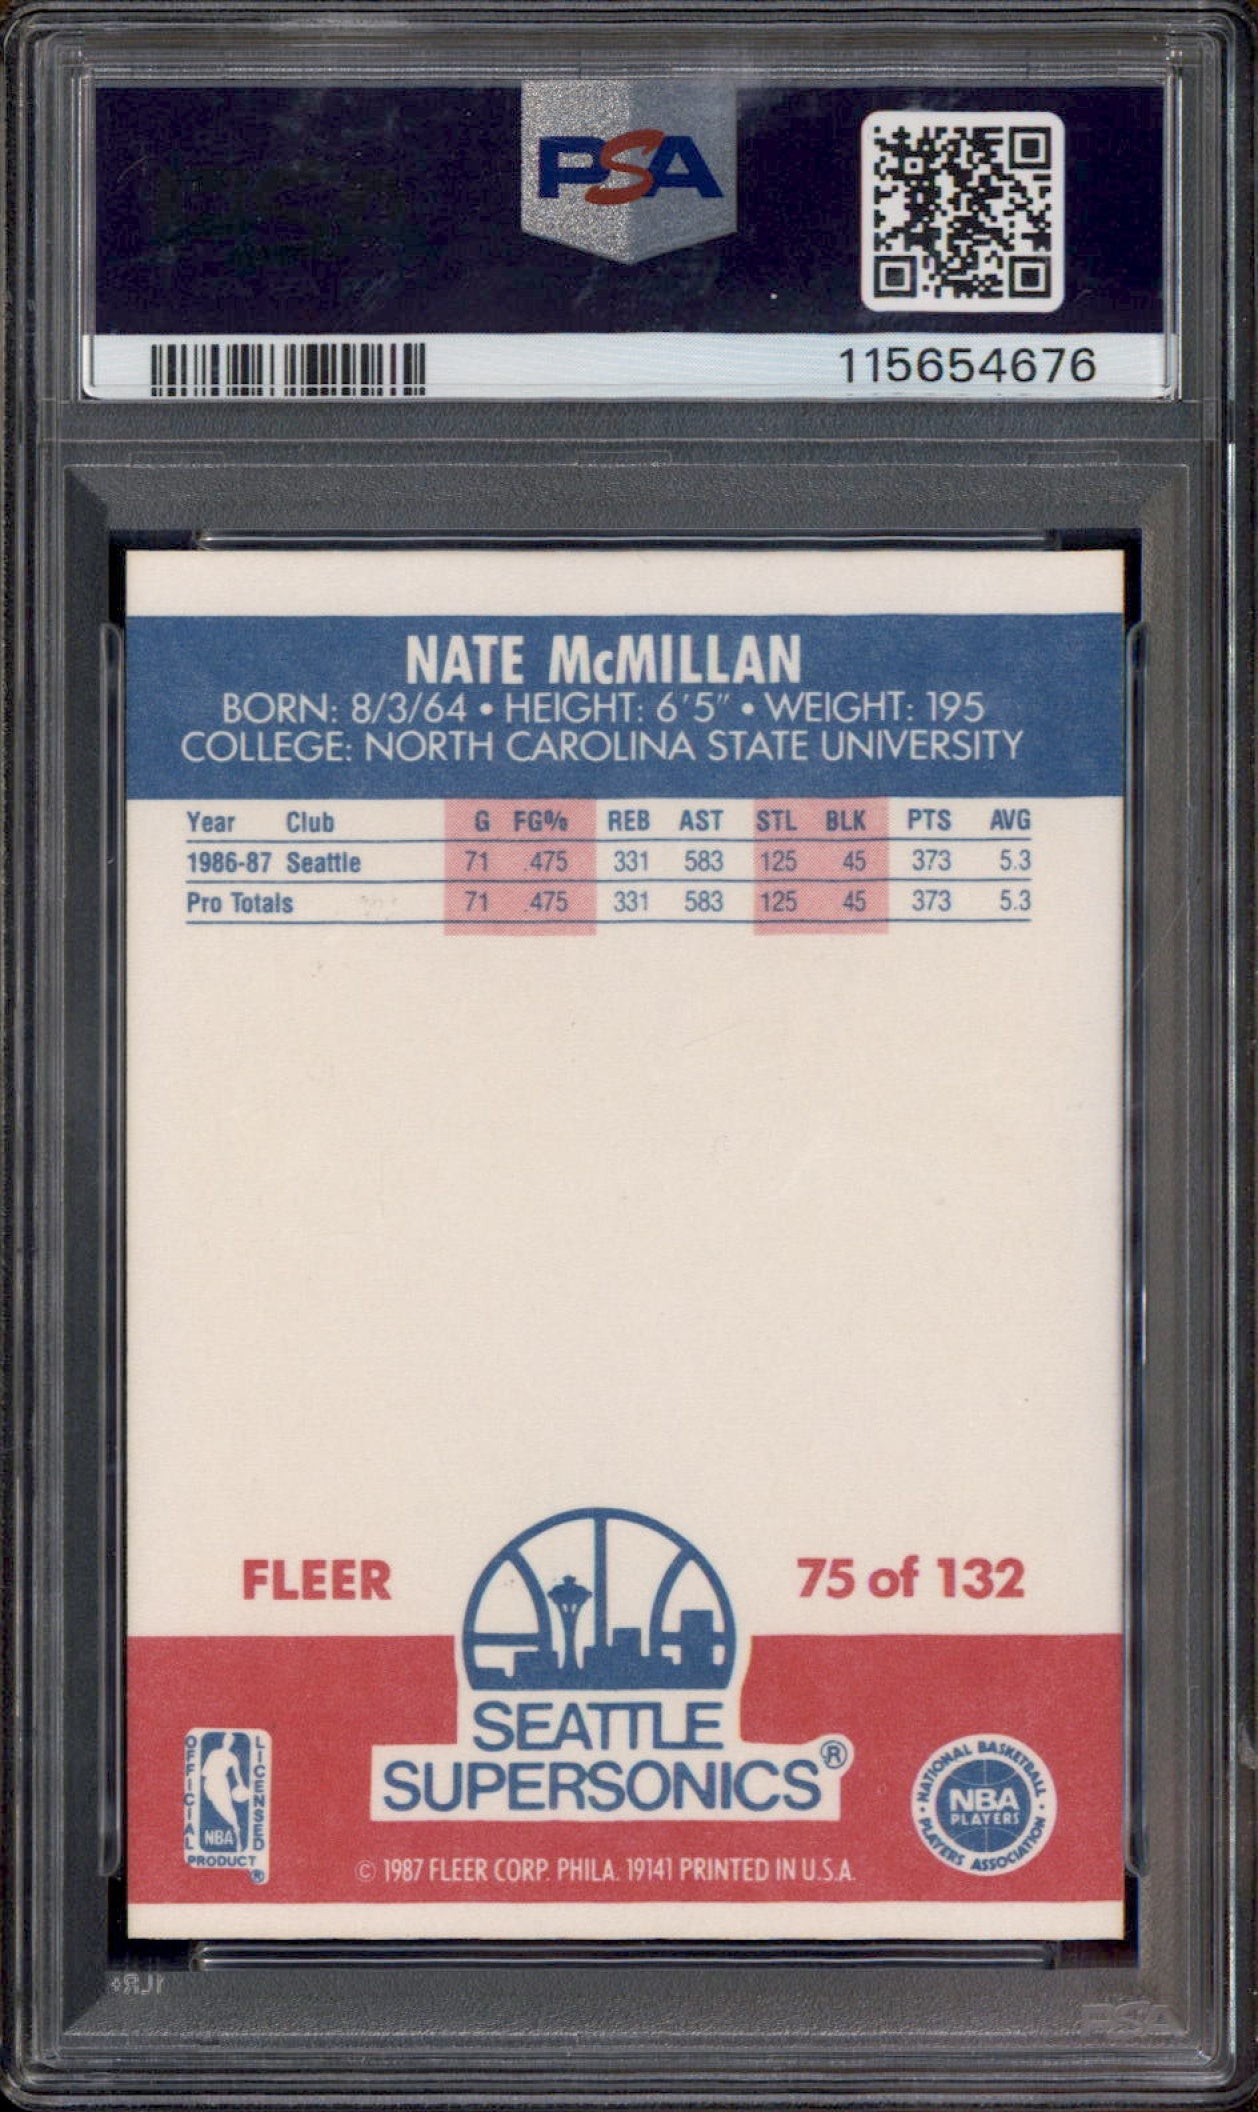 PSA
115654676
NATE McMILLAN
BORN: 8/3/64 • HEIGHT: 6'5" • WEIGHT: 195
COLLEGE: NORTH CAROLINA STATE UNIVERSITY
Year Club G FG% REB AST STL BLK PTS AVG
1986-87 Seattle 71 .475 331 583 125 45 373 5.3
Pro Totals 71 .475 331 583 125 45 373 5.3
FLEER
75 of 132
SEATTLE
SUPERSONICS®
OFFICIAL LICENSED
NBA
PRODUCT ®
NATIONAL BASKETBALL
NBA
PLAYERS
PLAYERS ASSOCIATION
© 1987 FLEER CORP. PHILA. 19141 PRINTED IN U.S.A.
1LR+
PSA